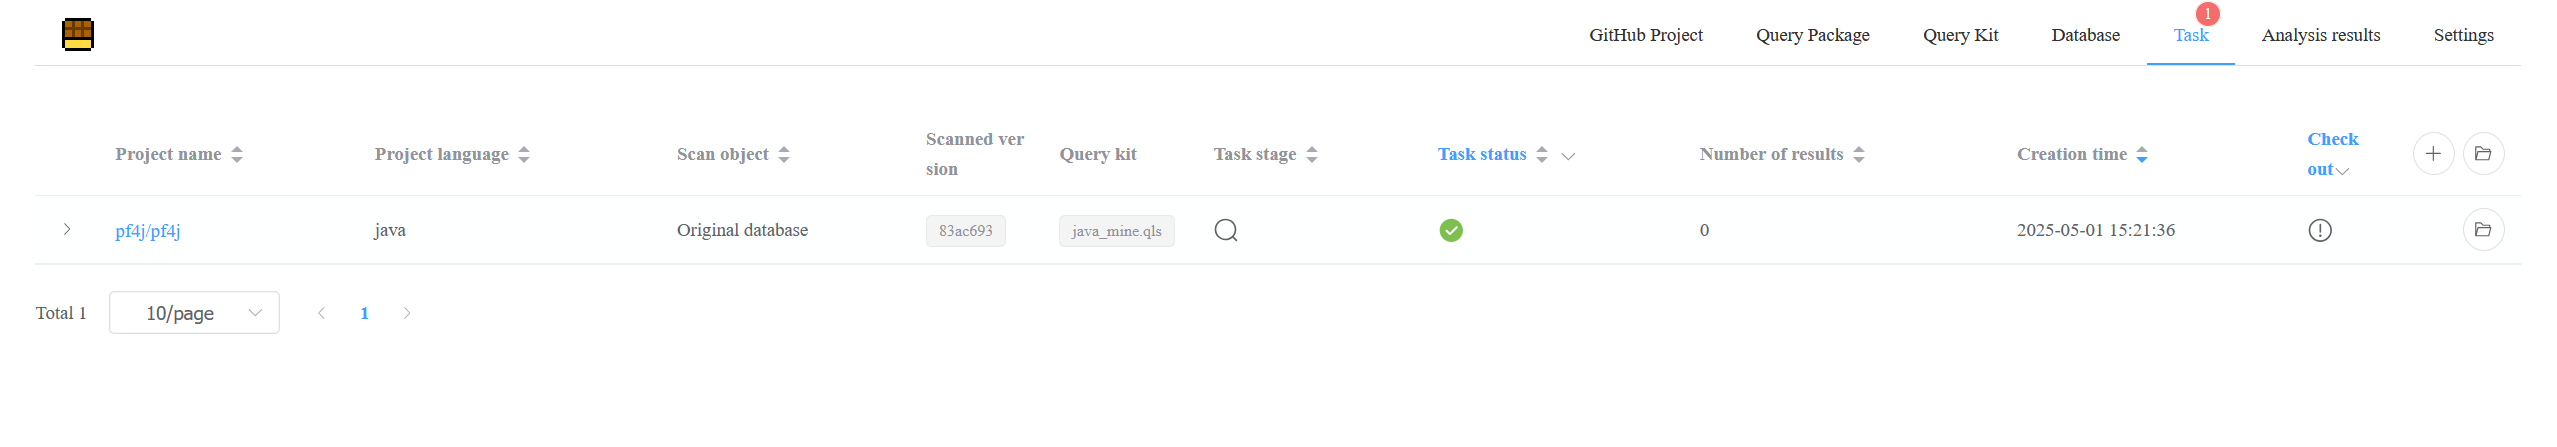 1
GitHub Project Query Package Query Kit Database Task Analysis results Settings
Project name Project language Scan object Scanned ver Query kit Task stage Task status Number of results Creation time Check
sion out
pf4j/pf4j java Original database 83ac693 java_mine.qls 0 2025-05-01 15:21:36
Total 1 10/page 1